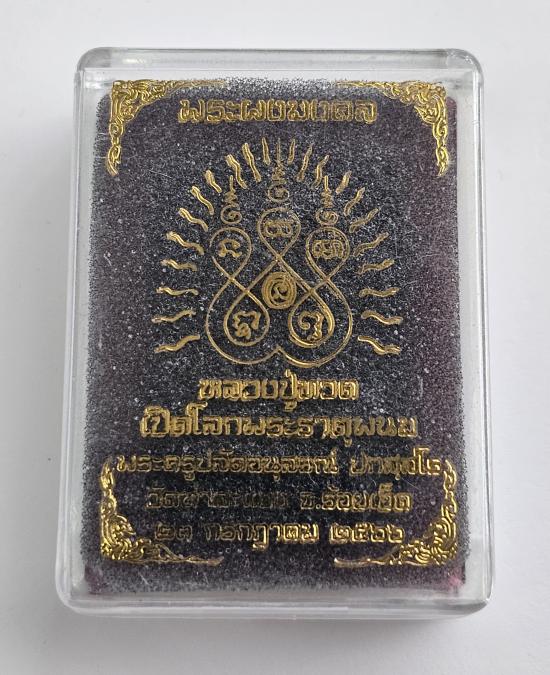 พระผงมงคล
หลวงปู่ทวด
เปิดโลกพระธาตุพนม
พระครูปลัดอนุสรณ์
วัด จ.ร้อยเอ็ด
๒๓ กรกฎาคม ๒๕๖๖